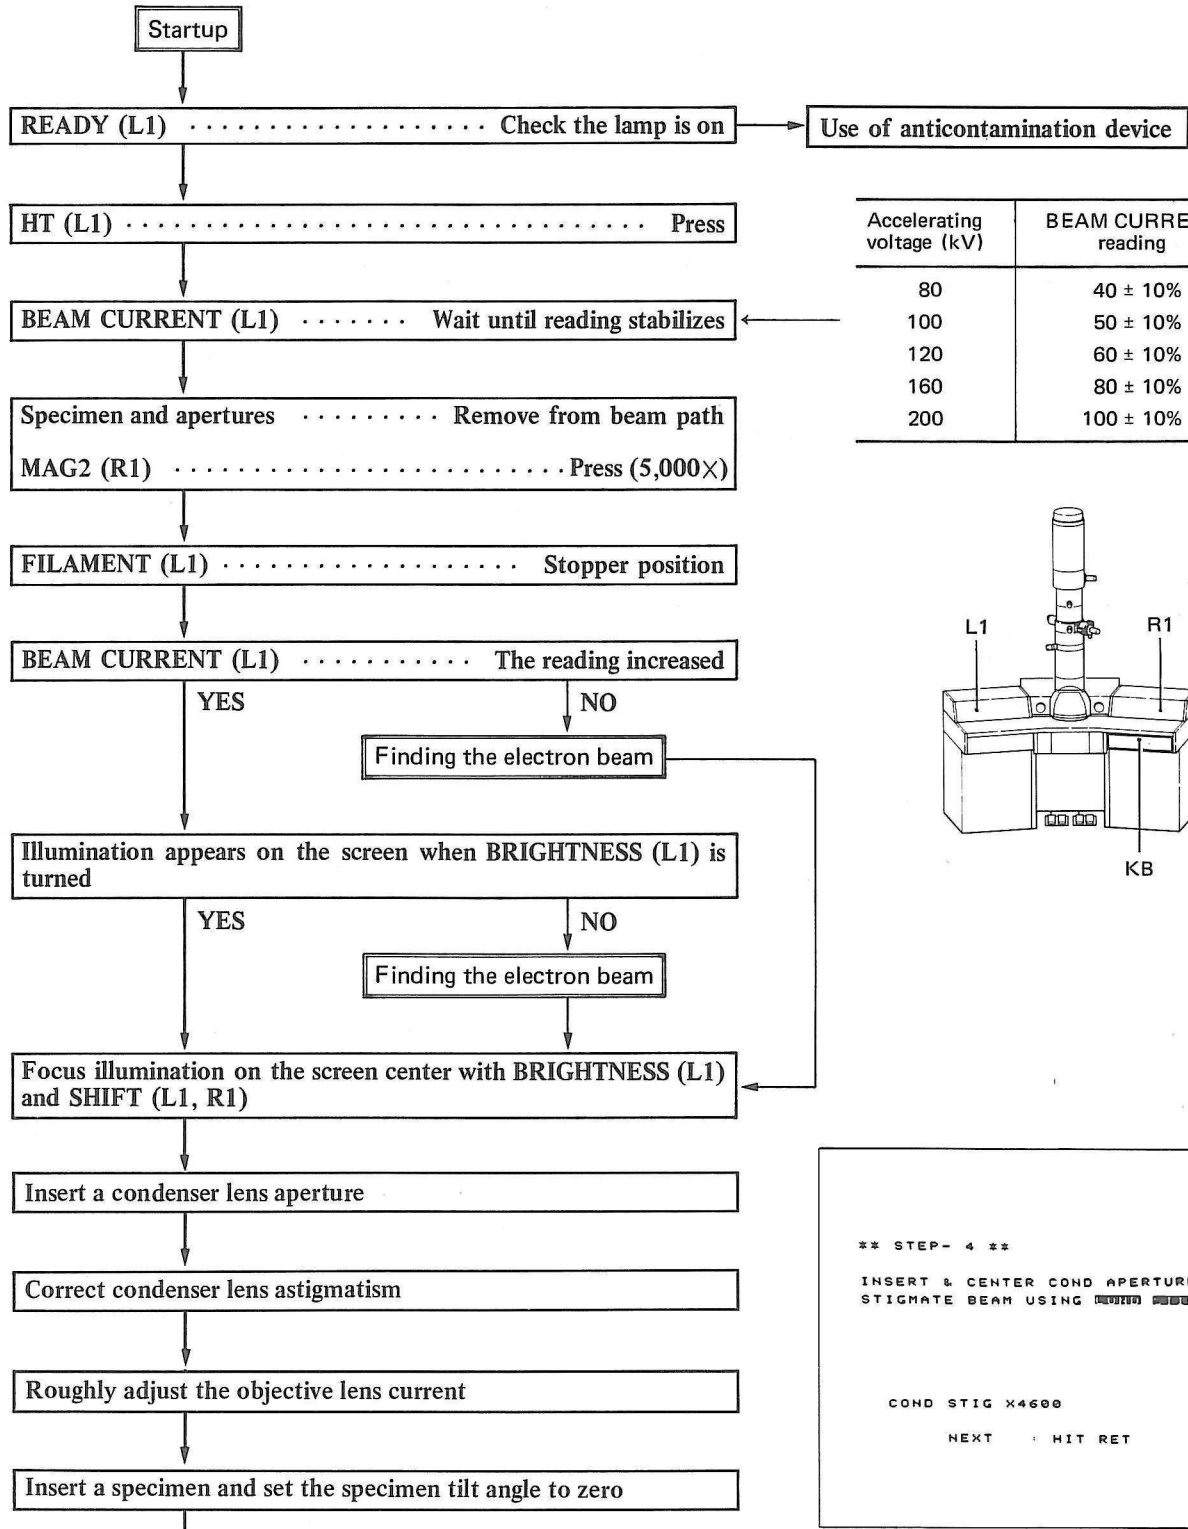 Startup
READY (L1) · · · · · · · · · · · · · · · · · · · Check the lamp is on
Use of anticontamination device
HT (L1) · · · · · · · · · · · · · · · · · · · · · · · · · · · · · · · Press
Accelerating voltage (kV)
BEAM CURRE
reading
80 40 ± 10%
100 50 ± 10%
120 60 ± 10%
160 80 ± 10%
200 100 ± 10%
BEAM CURRENT (L1) · · · · · · · Wait until reading stabilizes
Specimen and apertures · · · · · · · · · Remove from beam path
MAG2 (R1) · · · · · · · · · · · · · · · · · · · · · · · · · Press (5,000×)
FILAMENT (L1) · · · · · · · · · · · · · · · · · · · Stopper position
BEAM CURRENT (L1) · · · · · · · · · · · The reading increased
YES
NO
Finding the electron beam
Illumination appears on the screen when BRIGHTNESS (L1) is
turned
YES
NO
Finding the electron beam
Focus illumination on the screen center with BRIGHTNESS (L1)
and SHIFT (L1, R1)
Insert a condenser lens aperture
Correct condenser lens astigmatism
Roughly adjust the objective lens current
Insert a specimen and set the specimen tilt angle to zero
L1
R1
KB
** STEP- 4 **
INSERT & CENTER COND APERTUR
STIGMATE BEAM USING
COND STIG X4600
NEXT : HIT RET